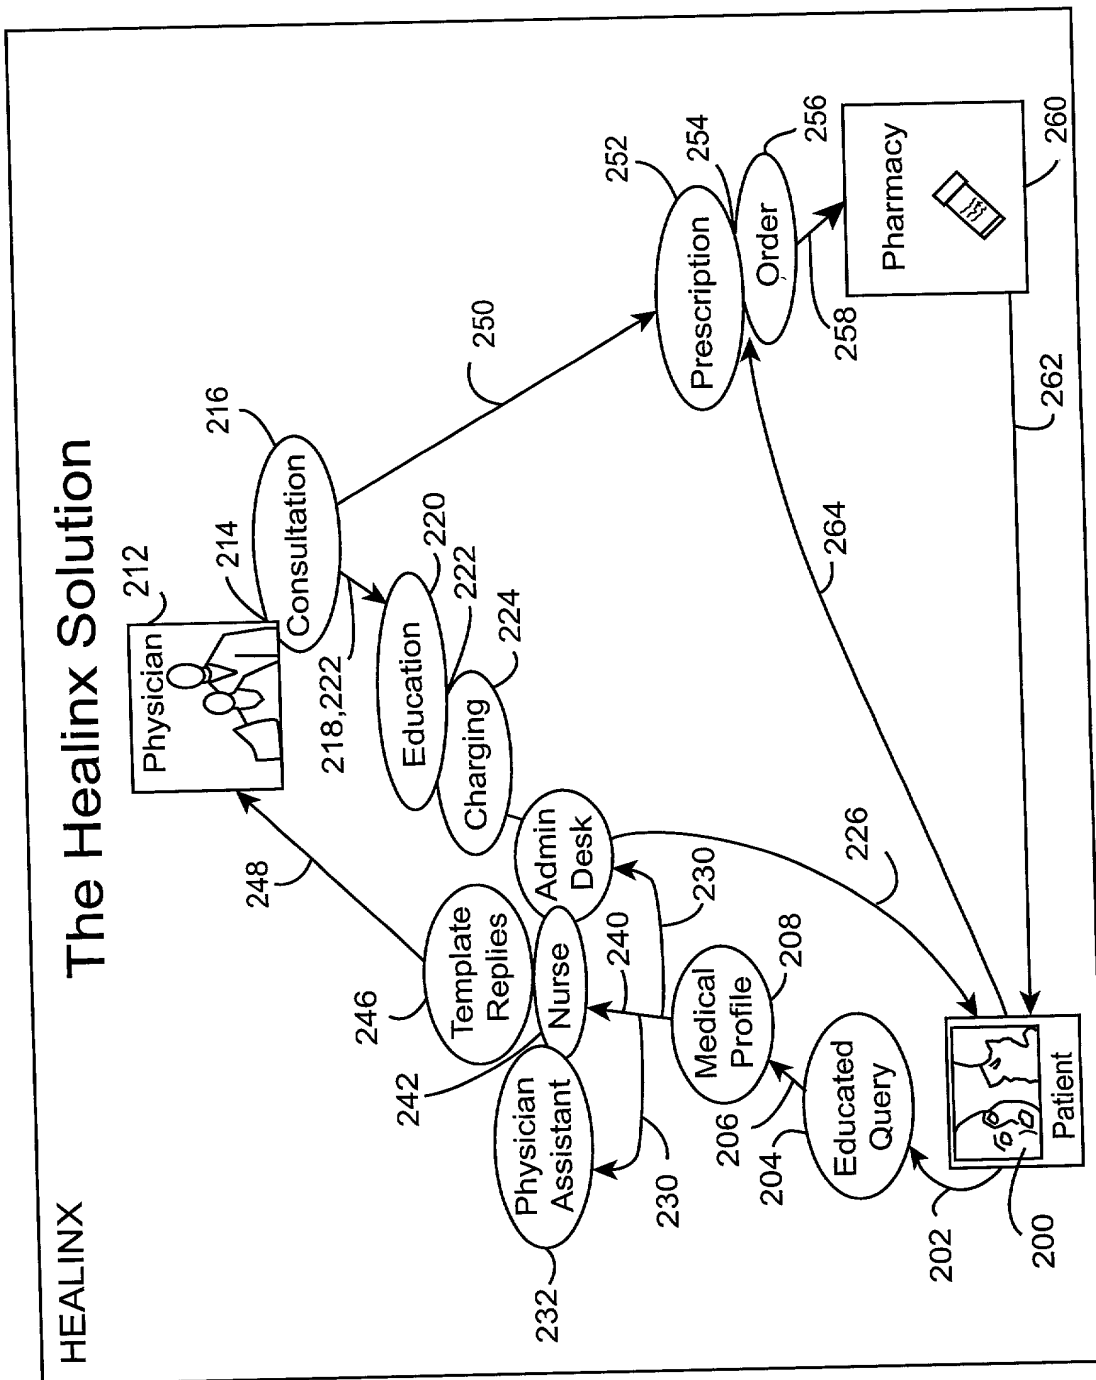 HEALINX
The Healinx Solution
Physician
212
214
216
Consultation
248
218,222
250
Education
220
222
Charging
224
246
Template
Replies
Admin
Desk
242
Nurse
Physician
Assistant
232
240
230
230
Medical
Profile
208
206
204
Educated
Query
226
202
200
Patient
252
Prescription
254
Order
256
258
Pharmacy
260
264
262